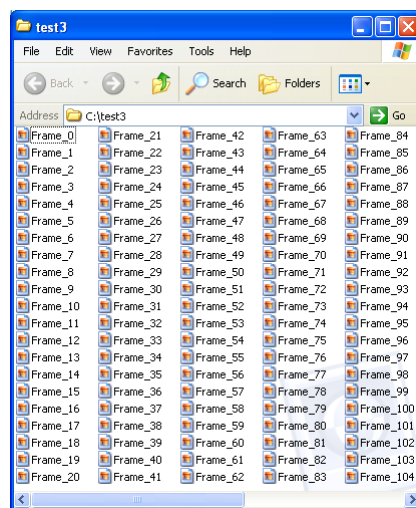 test3
File Edit View Favorites Tools Help
Back Search Folders
Address C:\test3 Go
Frame_0 Frame_21 Frame_42 Frame_63 Frame_84
Frame_1 Frame_22 Frame_43 Frame_64 Frame_85
Frame_2 Frame_23 Frame_44 Frame_65 Frame_86
Frame_3 Frame_24 Frame_45 Frame_66 Frame_87
Frame_4 Frame_25 Frame_46 Frame_67 Frame_88
Frame_5 Frame_26 Frame_47 Frame_68 Frame_89
Frame_6 Frame_27 Frame_48 Frame_69 Frame_90
Frame_7 Frame_28 Frame_49 Frame_70 Frame_91
Frame_8 Frame_29 Frame_50 Frame_71 Frame_92
Frame_9 Frame_30 Frame_51 Frame_72 Frame_93
Frame_10 Frame_31 Frame_52 Frame_73 Frame_94
Frame_11 Frame_32 Frame_53 Frame_74 Frame_95
Frame_12 Frame_33 Frame_54 Frame_75 Frame_96
Frame_13 Frame_34 Frame_55 Frame_76 Frame_97
Frame_14 Frame_35 Frame_56 Frame_77 Frame_98
Frame_15 Frame_36 Frame_57 Frame_78 Frame_99
Frame_16 Frame_37 Frame_58 Frame_79 Frame_100
Frame_17 Frame_38 Frame_59 Frame_80 Frame_101
Frame_18 Frame_39 Frame_60 Frame_81 Frame_102
Frame_19 Frame_40 Frame_61 Frame_82 Frame_103
Frame_20 Frame_41 Frame_62 Frame_83 Frame_104